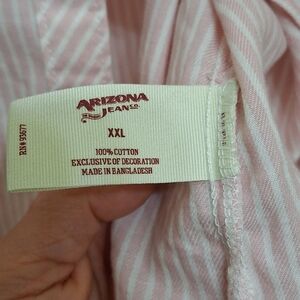 ARIZONA
JEAN CO.
XXL
100% COTTON
EXCLUSIVE OF DECORATION
MADE IN BANGLADESH
RN# 93677